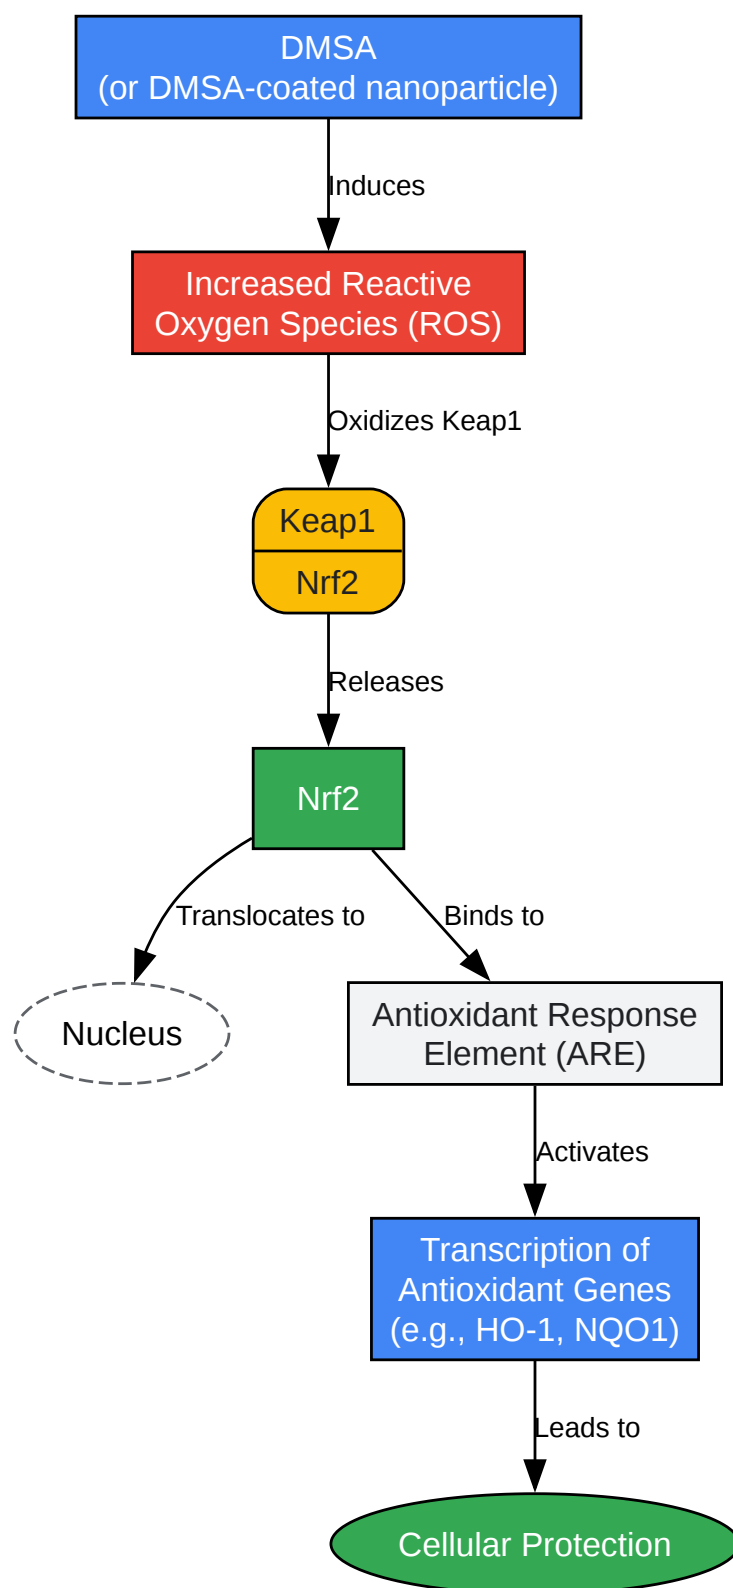 DMSA
(or DMSA-coated nanoparticle)
Induces
Increased Reactive
Oxygen Species (ROS)
Oxidizes Keap1
Keap1
Nrf2
Releases
Nrf2
Translocates to
Binds to
Nucleus
Antioxidant Response
Element (ARE)
Activates
Transcription of
Antioxidant Genes
(e.g., HO-1, NQO1)
Leads to
Cellular Protection